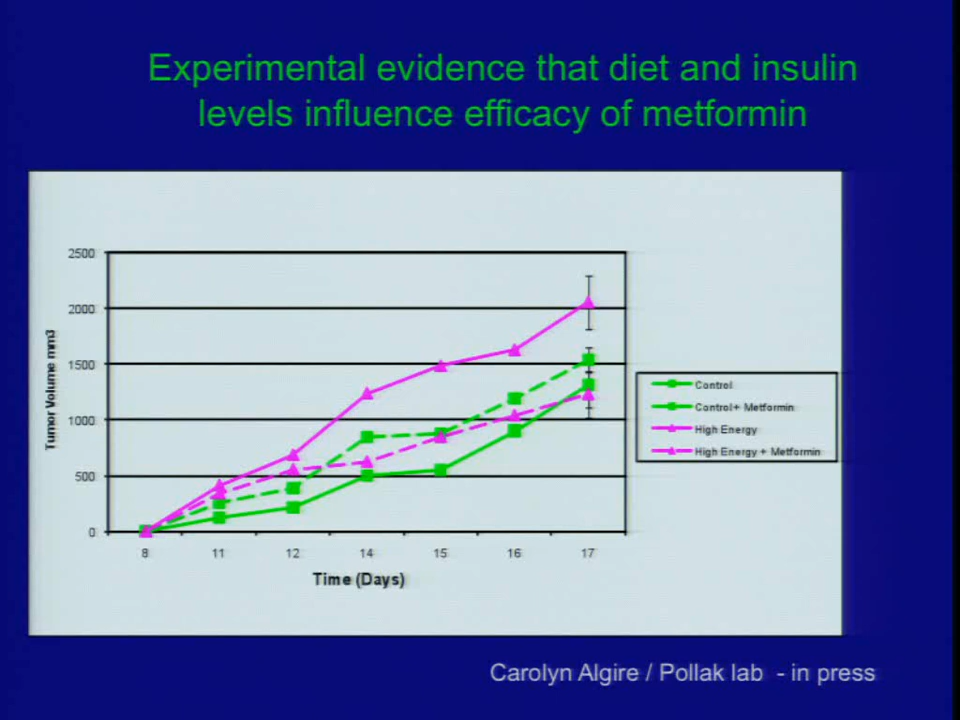 Experimental evidence that diet and insulin
levels influence efficacy of metformin
2500
2000
1500
1000
500
0
Tumor Volume mm3
8 11 12 14 15 16 17
Time (Days)
Control
Control+ Metformin
High Energy
High Energy + Metformin
Carolyn Algire / Pollak lab - in press